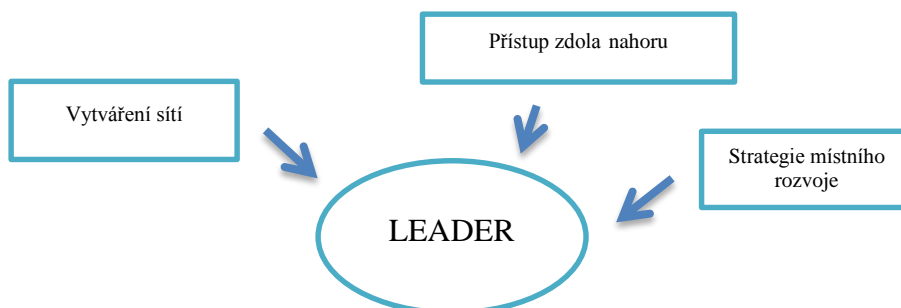 Přístup zdola nahoru
Vytváření sítí
Strategie místního
rozvoje
LEADER